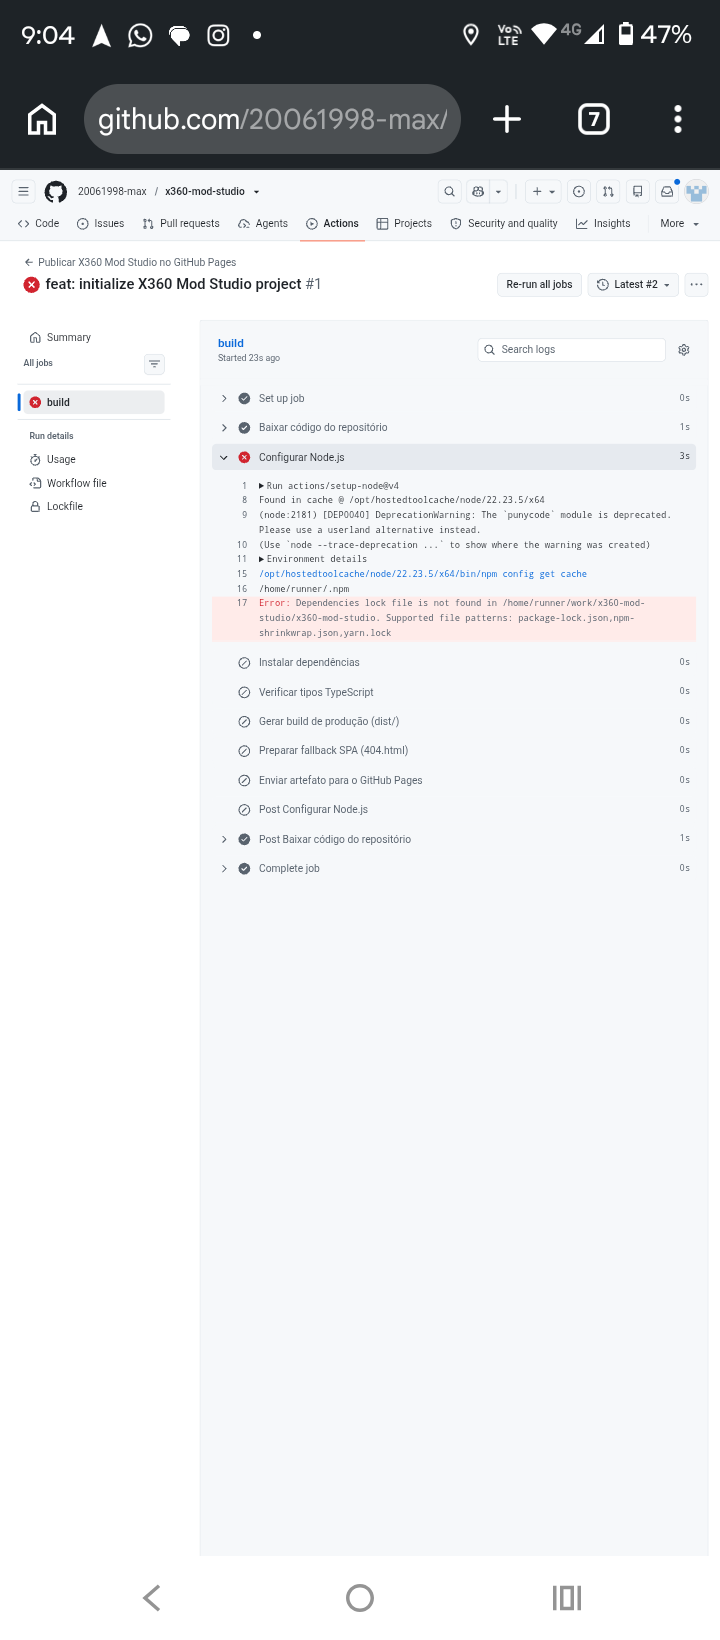 9:04
Vo LTE
4G
47%
github.com/20061998-max/
7
20061998-max / x360-mod-studio
Code Issues Pull requests Agents Actions Projects Security and quality Insights More
Publicar X360 Mod Studio no GitHub Pages
feat: initialize X360 Mod Studio project #1
Re-run all jobs
Latest #2
Summary
All jobs
build
Run details
Usage
Workflow file
Lockfile
build
Started 23s ago
Search logs
Set up job 0s
Baixar código do repositório 1s
Configurar Node.js 3s
1 Run actions/setup-node@v4
8 Found in cache @ /opt/hostedtoolcache/node/22.23.5/x64
9 (node:2181) [DEP0040] DeprecationWarning: The `punycode` module is deprecated.
Please use a userland alternative instead.
10 (Use `node --trace-deprecation ...` to show where the warning was created)
11 Environment details
15 /opt/hostedtoolcache/node/22.23.5/x64/bin/npm config get cache
16 /home/runner/.npm
17 Error: Dependencies lock file is not found in /home/runner/work/x360-mod-
studio/x360-mod-studio. Supported file patterns: package-lock.json,npm-
shrinkwrap.json,yarn.lock
Instalar dependências 0s
Verificar tipos TypeScript 0s
Gerar build de produção (dist/) 0s
Preparar fallback SPA (404.html) 0s
Enviar artefato para o GitHub Pages 0s
Post Configurar Node.js 0s
Post Baixar código do repositório 1s
Complete job 0s